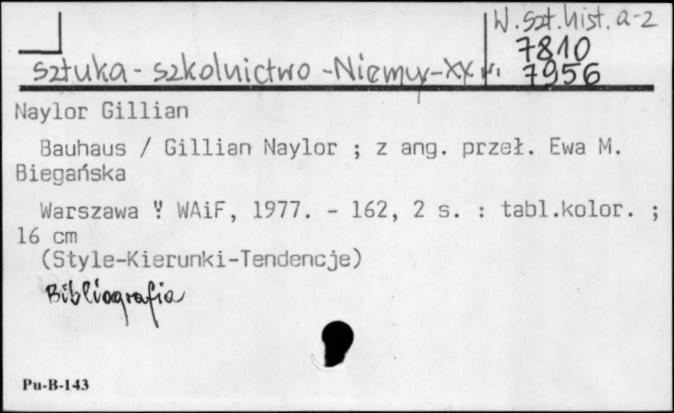 W. Szt. hist. a-z
7810
sztuka - szkolnictwo - Niemcy - XX w. 7956
Naylor Gillian
Bauhaus / Gillian Naylor ; z ang. przeł. Ewa M.
Biegańska
Warszawa : WAiF, 1977. - 162, 2 s. : tabl.kolor. ;
16 cm
(Style-Kierunki-Tendencje)
Bibliografia
Pu-B-143